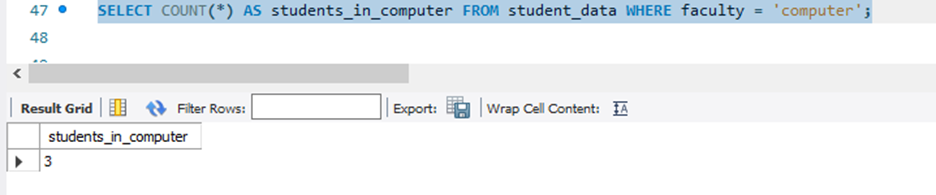 47 SELECT COUNT(*) AS students_in_computer FROM student_data WHERE faculty = 'computer';
48
Result Grid Filter Rows: Export: Wrap Cell Content:
students_in_computer
3